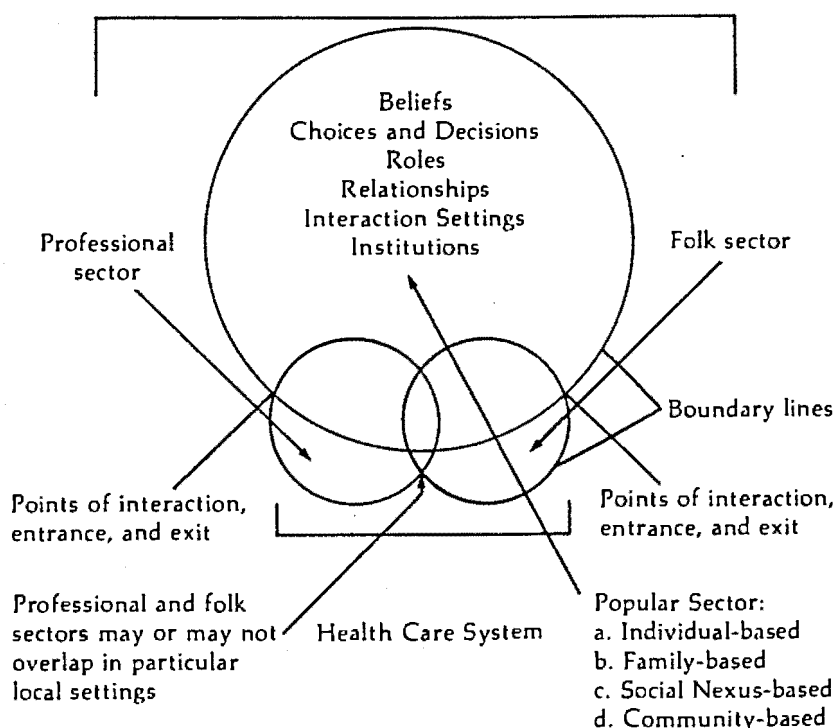 Beliefs
Choices and Decisions
Roles
Relationships
Interaction Settings
Institutions
Professional
sector
Folk sector
Boundary lines
Points of interaction,
entrance, and exit
Points of interaction,
entrance, and exit
Professional and folk
sectors may or may not
overlap in particular
local settings
Health Care System
Popular Sector:
a. Individual-based
b. Family-based
c. Social Nexus-based
d. Community-based